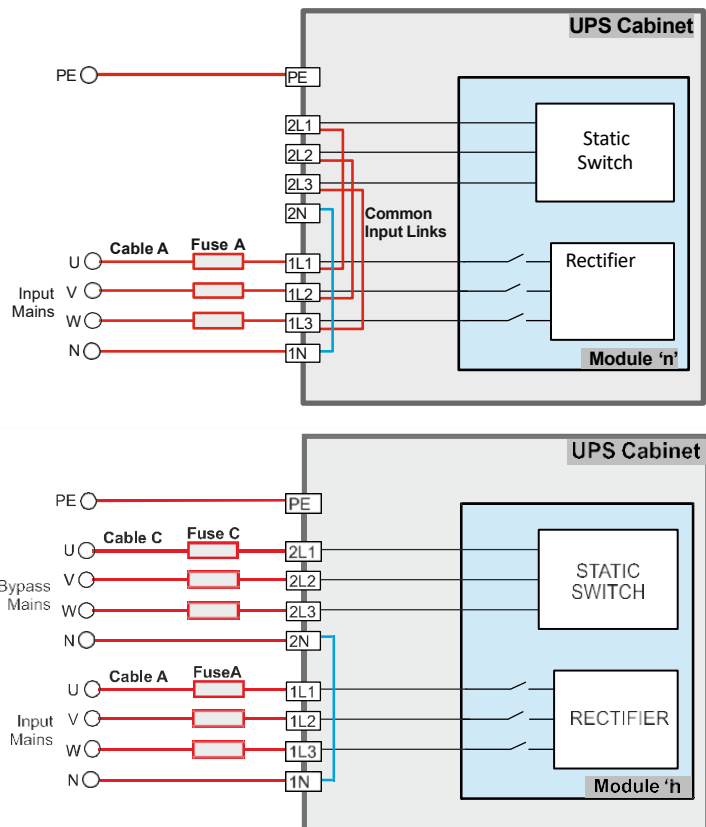 UPS Cabinet
PE
PE
2L1
2L2
2L3
2N
Static
Switch
Common
Input Links
Cable A
Fuse A
U
1L1
Rectifier
Input
Mains
V
1L2
W
1L3
N
1N
Module ‘n’
UPS Cabinet
PE
PE
Cable C
Fuse C
U
2L1
STATIC
SWITCH
Bypass
Mains
V
2L2
W
2L3
N
2N
Cable A
FuseA
U
1L1
Input
Mains
V
1L2
RECTIFIER
W
1L3
N
1N
Module ‘h